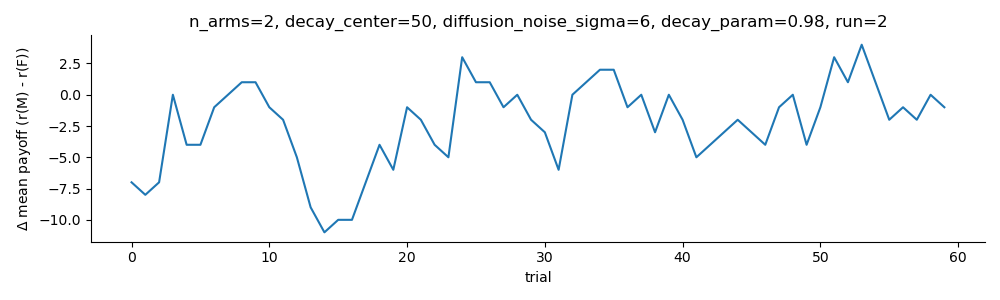 n_arms=2, decay_center=50, diffusion_noise_sigma=6, decay_param=0.98, run=2
Δ mean payoff (r(M) - r(F))
2.5
0.0
−2.5
−5.0
−7.5
−10.0
0 10 20 30 40 50 60
trial